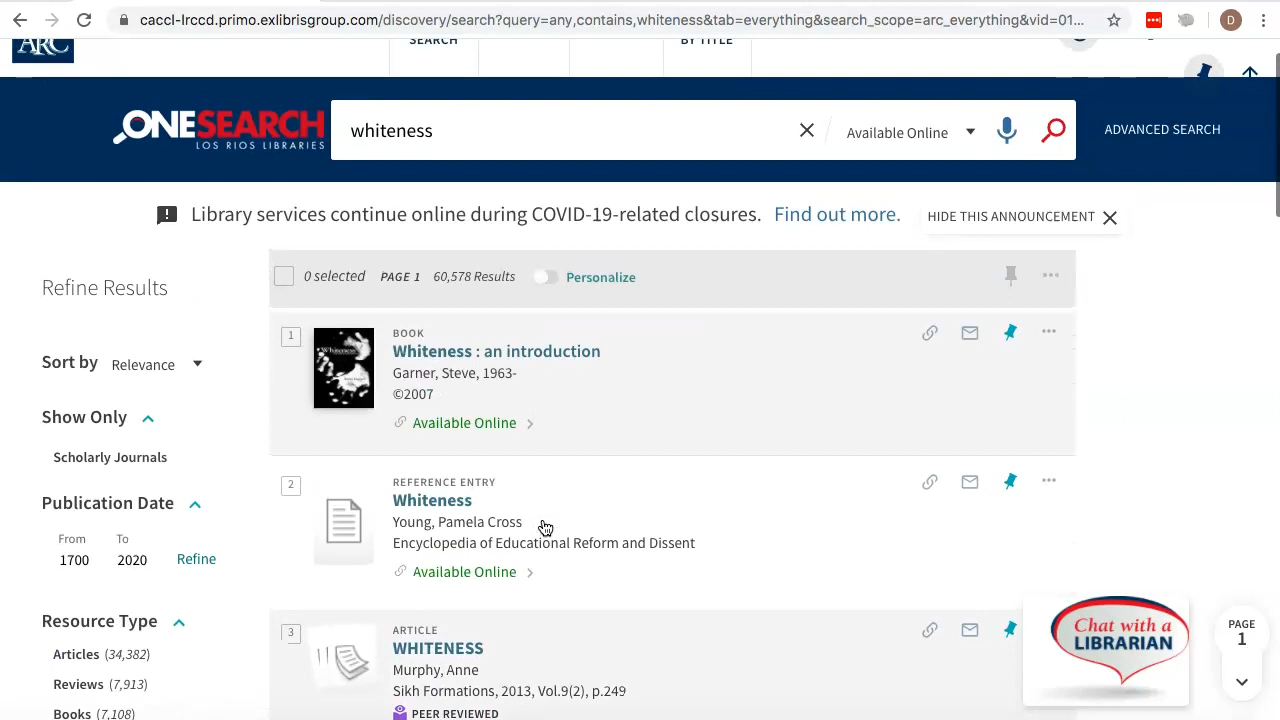 caccl-lrccd.primo.exlibrisgroup.com/discovery/search?query=any,contains,whiteness&tab=everything&search_scope=arc_everything&vid=01...
D
ARC
SEARCH
BY TITLE
ONESEARCH
LOS RIOS LIBRARIES
whiteness
Available Online
ADVANCED SEARCH
Library services continue online during COVID-19-related closures. Find out more.
HIDE THIS ANNOUNCEMENT
Refine Results
Sort by Relevance
Show Only
Scholarly Journals
Publication Date
From To
1700 2020 Refine
Resource Type
Articles (34,382)
Reviews (7,913)
Books (7,108)
0 selected PAGE 1 60,578 Results Personalize
1
Whiteness
BOOK
Whiteness : an introduction
Garner, Steve, 1963-
©2007
Available Online
2
REFERENCE ENTRY
Whiteness
Young, Pamela Cross
Encyclopedia of Educational Reform and Dissent
Available Online
3
ARTICLE
WHITENESS
Murphy, Anne
Sikh Formations, 2013, Vol.9(2), p.249
PEER REVIEWED
Chat with a
LIBRARIAN
PAGE
1